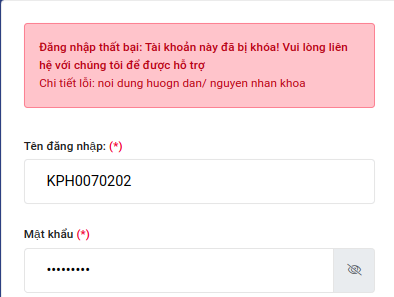 Đăng nhập thất bại: Tài khoản này đã bị khóa! Vui lòng liên
hệ với chúng tôi để được hỗ trợ
Chi tiết lỗi: noi dung huogn dan/ nguyen nhan khoa
Tên đăng nhập: (*)
KPH0070202
Mật khẩu (*)
•••••••••